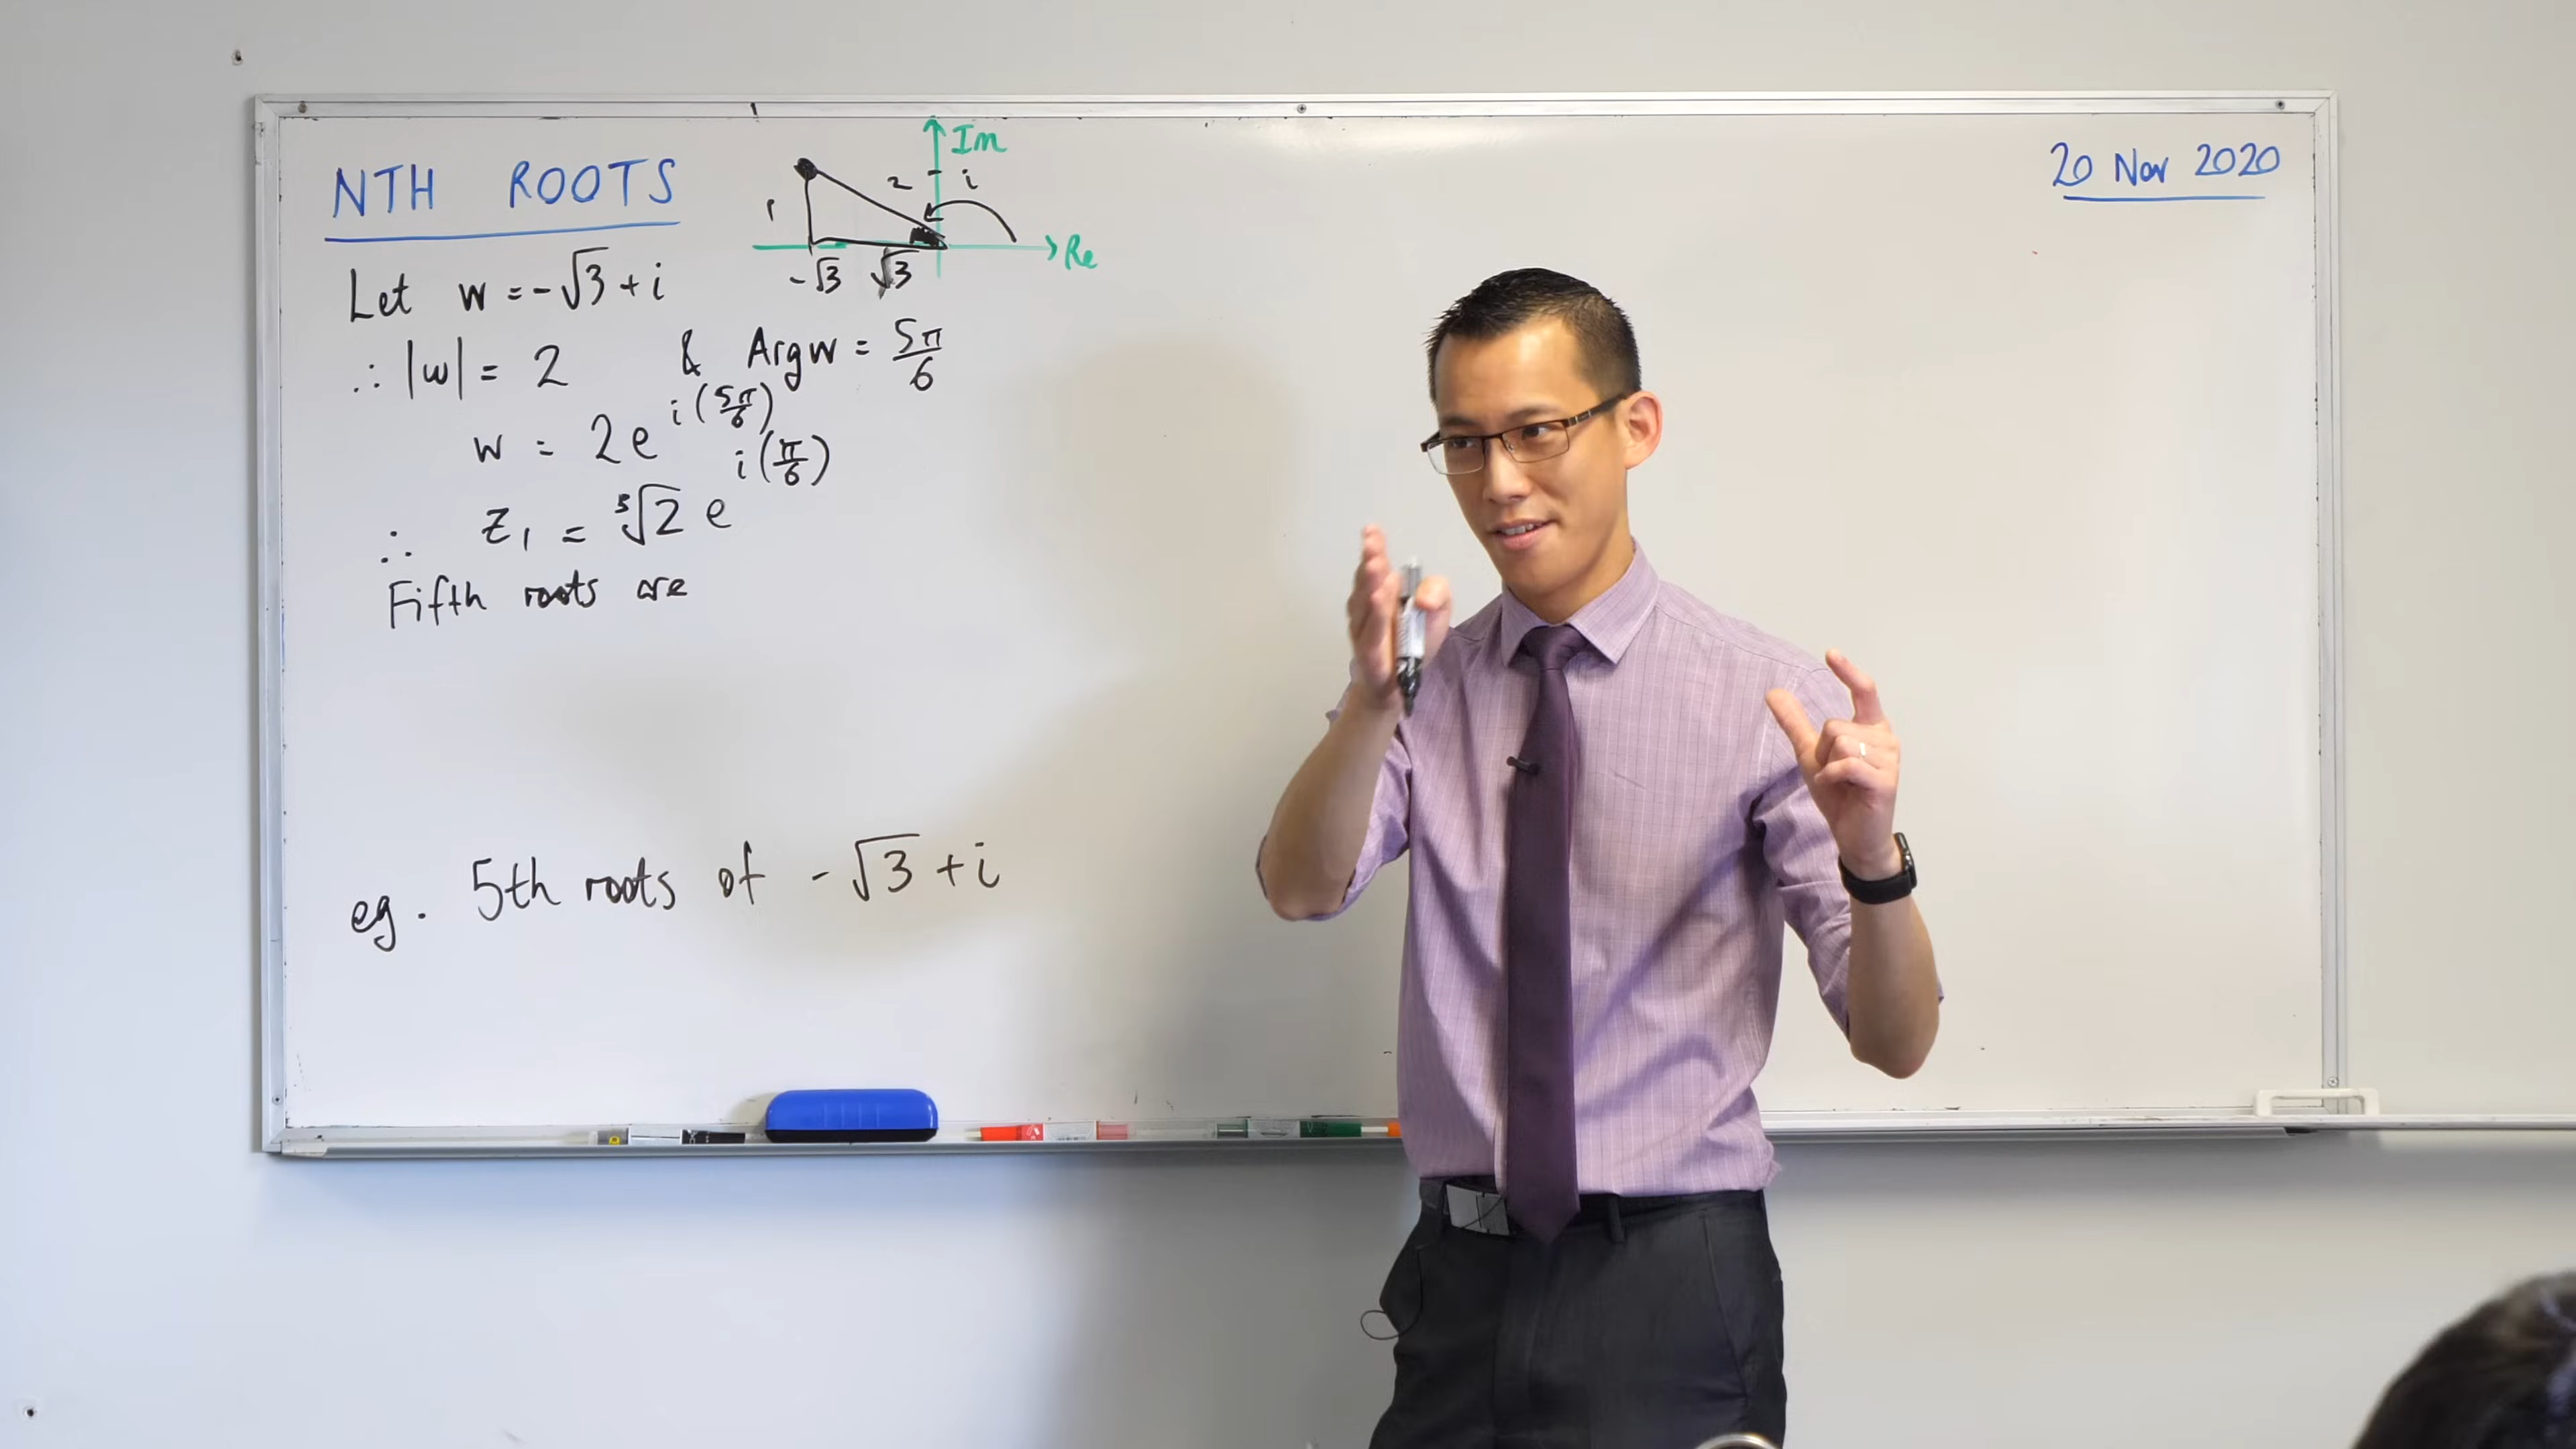 NTH ROOTS
Im
2 i
1
Re
-√3 √3
20 Nov 2020
Let w = -√3 + i
∴ |w| = 2 & Arg w = 5π/6
w = 2e^i(5π/6)
∴ z₁ = ⁵√2 e^i(π/6)
Fifth roots are
eg. 5th roots of -√3 + i